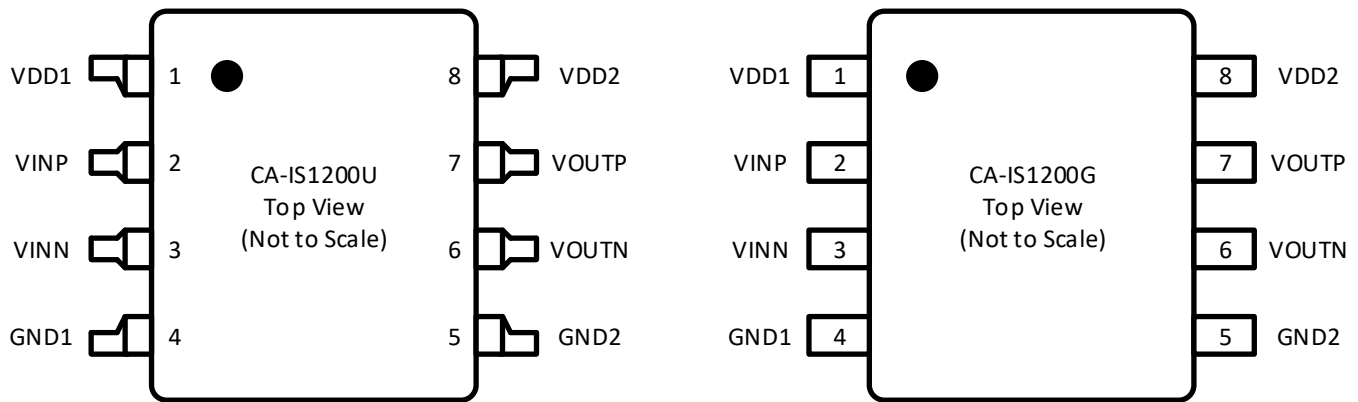 VDD1 1 8 VDD2
VINP 2 7 VOUTP
CA-IS1200U
Top View
(Not to Scale)
VINN 3 6 VOUTN
GND1 4 5 GND2
VDD1 1 8 VDD2
VINP 2 7 VOUTP
CA-IS1200G
Top View
(Not to Scale)
VINN 3 6 VOUTN
GND1 4 5 GND2